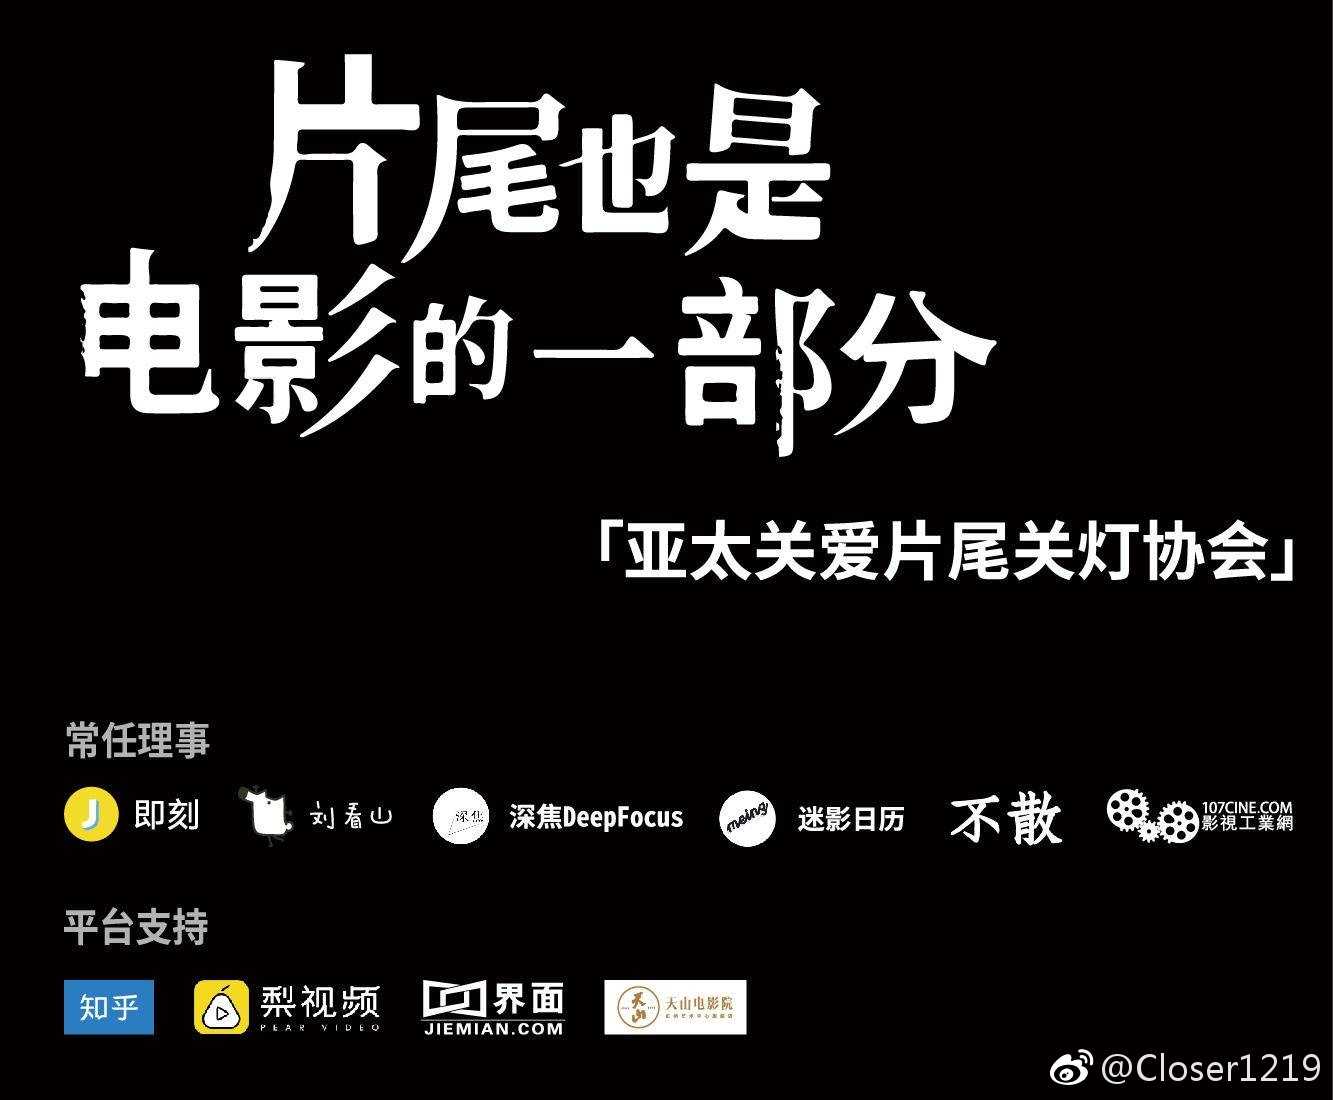 片尾也是
电影的一部分
「亚太关爱片尾关灯协会」
常任理事
J 即刻
刘看山
深焦 深焦DeepFocus
meing 迷影日历
不散
107CINE.COM
影視工業網
平台支持
知乎
梨视频
PEAR VIDEO
界面
JIEMIAN.COM
天山 天山电影院
@Closer1219